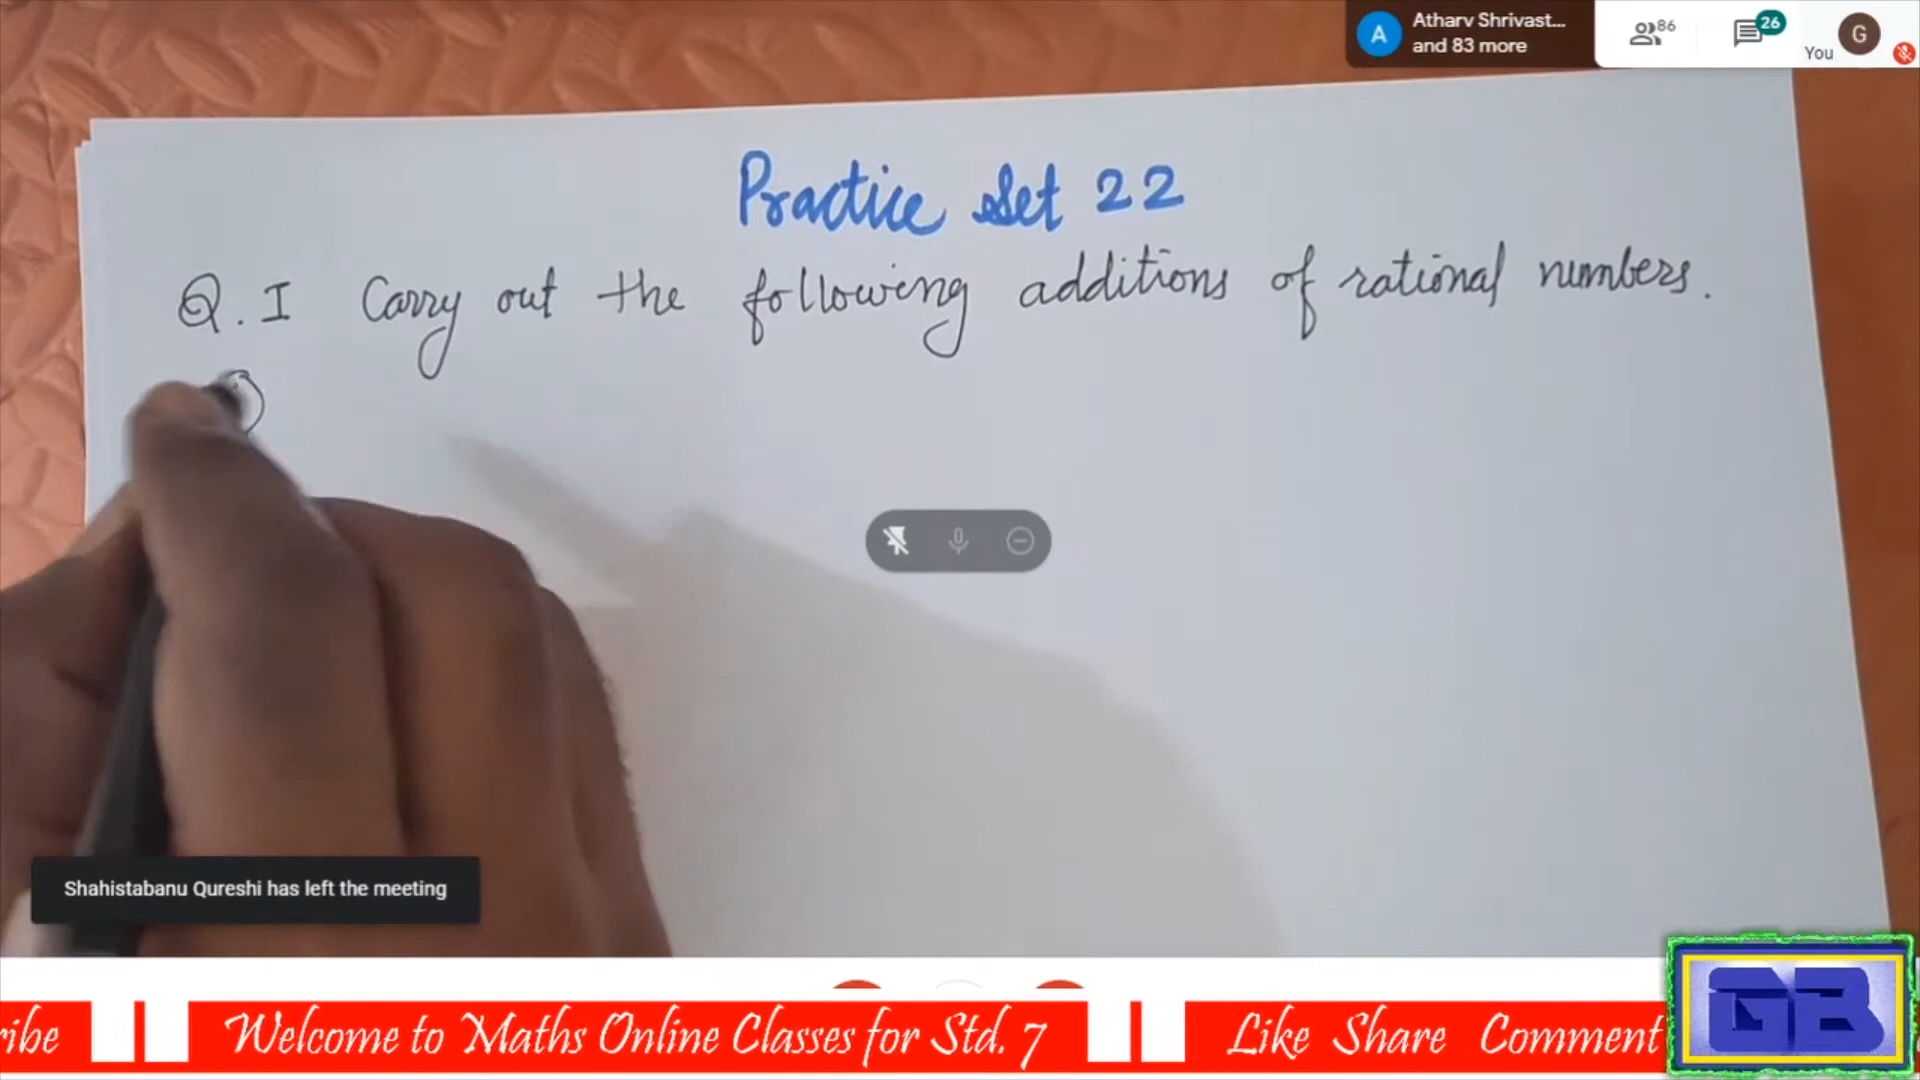 Atharv Shrivast...
and 83 more
86
26
You
G
A
Practice Set 22
Q. I Carry out the following additions of rational numbers.
Shahistabanu Qureshi has left the meeting
ribe
Welcome to Maths Online Classes for Std. 7
Like Share Comment
GB